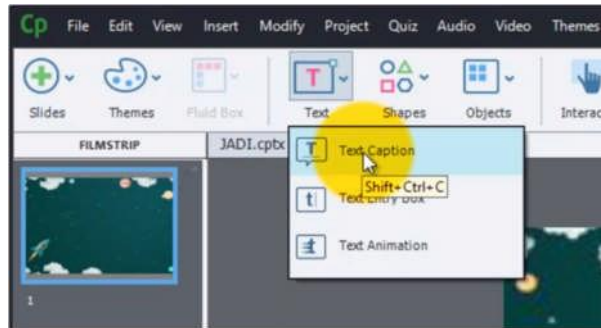 Cp File Edit View Insert Modify Project Quiz Audio Video Themes
Slides Themes Fluid Box Text Shapes Objects Interac
FILMSTRIP JADI.cptx
Text Caption
Shift+Ctrl+C
Text Entry Box
Text Animation
1